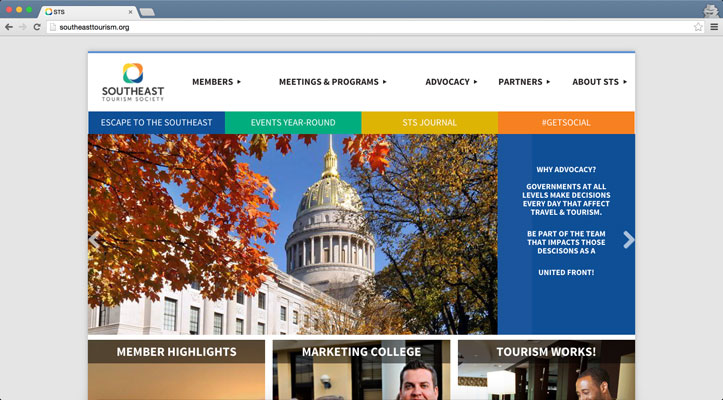 STS
southeasttourism.org
SOUTHEAST
TOURISM SOCIETY
MEMBERS MEETINGS & PROGRAMS ADVOCACY PARTNERS ABOUT STS
ESCAPE TO THE SOUTHEAST EVENTS YEAR-ROUND STS JOURNAL #GETSOCIAL
WHY ADVOCACY?
GOVERNMENTS AT ALL
LEVELS MAKE DECISIONS
EVERY DAY THAT AFFECT
TRAVEL & TOURISM.
BE PART OF THE TEAM
THAT IMPACTS THOSE
DESCISONS AS A
UNITED FRONT!
MEMBER HIGHLIGHTS MARKETING COLLEGE TOURISM WORKS!